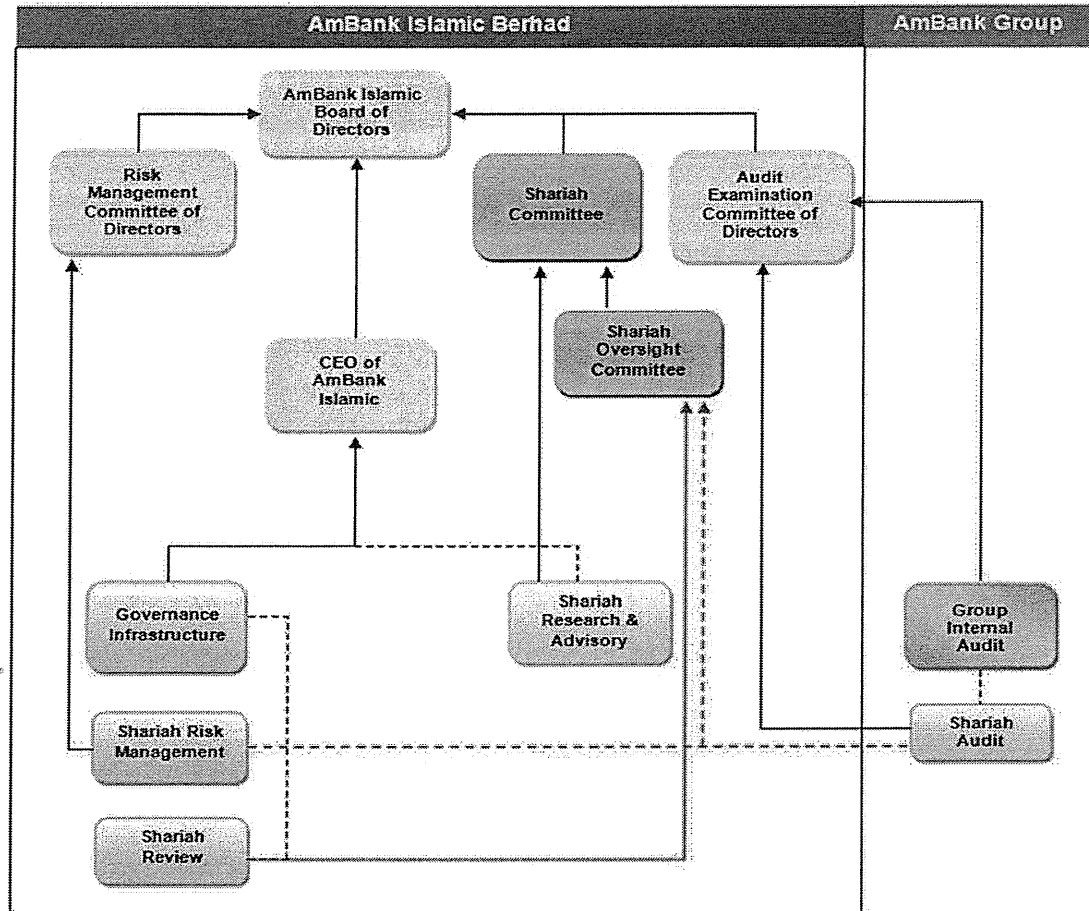 AmBank Islamic Berhad
AmBank Group
AmBank Islamic
Board of
Directors
Risk
Management
Committee of
Directors
Shariah
Committee
Audit
Examination
Committee of
Directors
CEO of
AmBank
Islamic
Shariah
Oversight
Committee
Governance
Infrastructure
Shariah
Research &
Advisory
Group
Internal
Audit
Shariah Risk
Management
Shariah
Audit
Shariah
Review